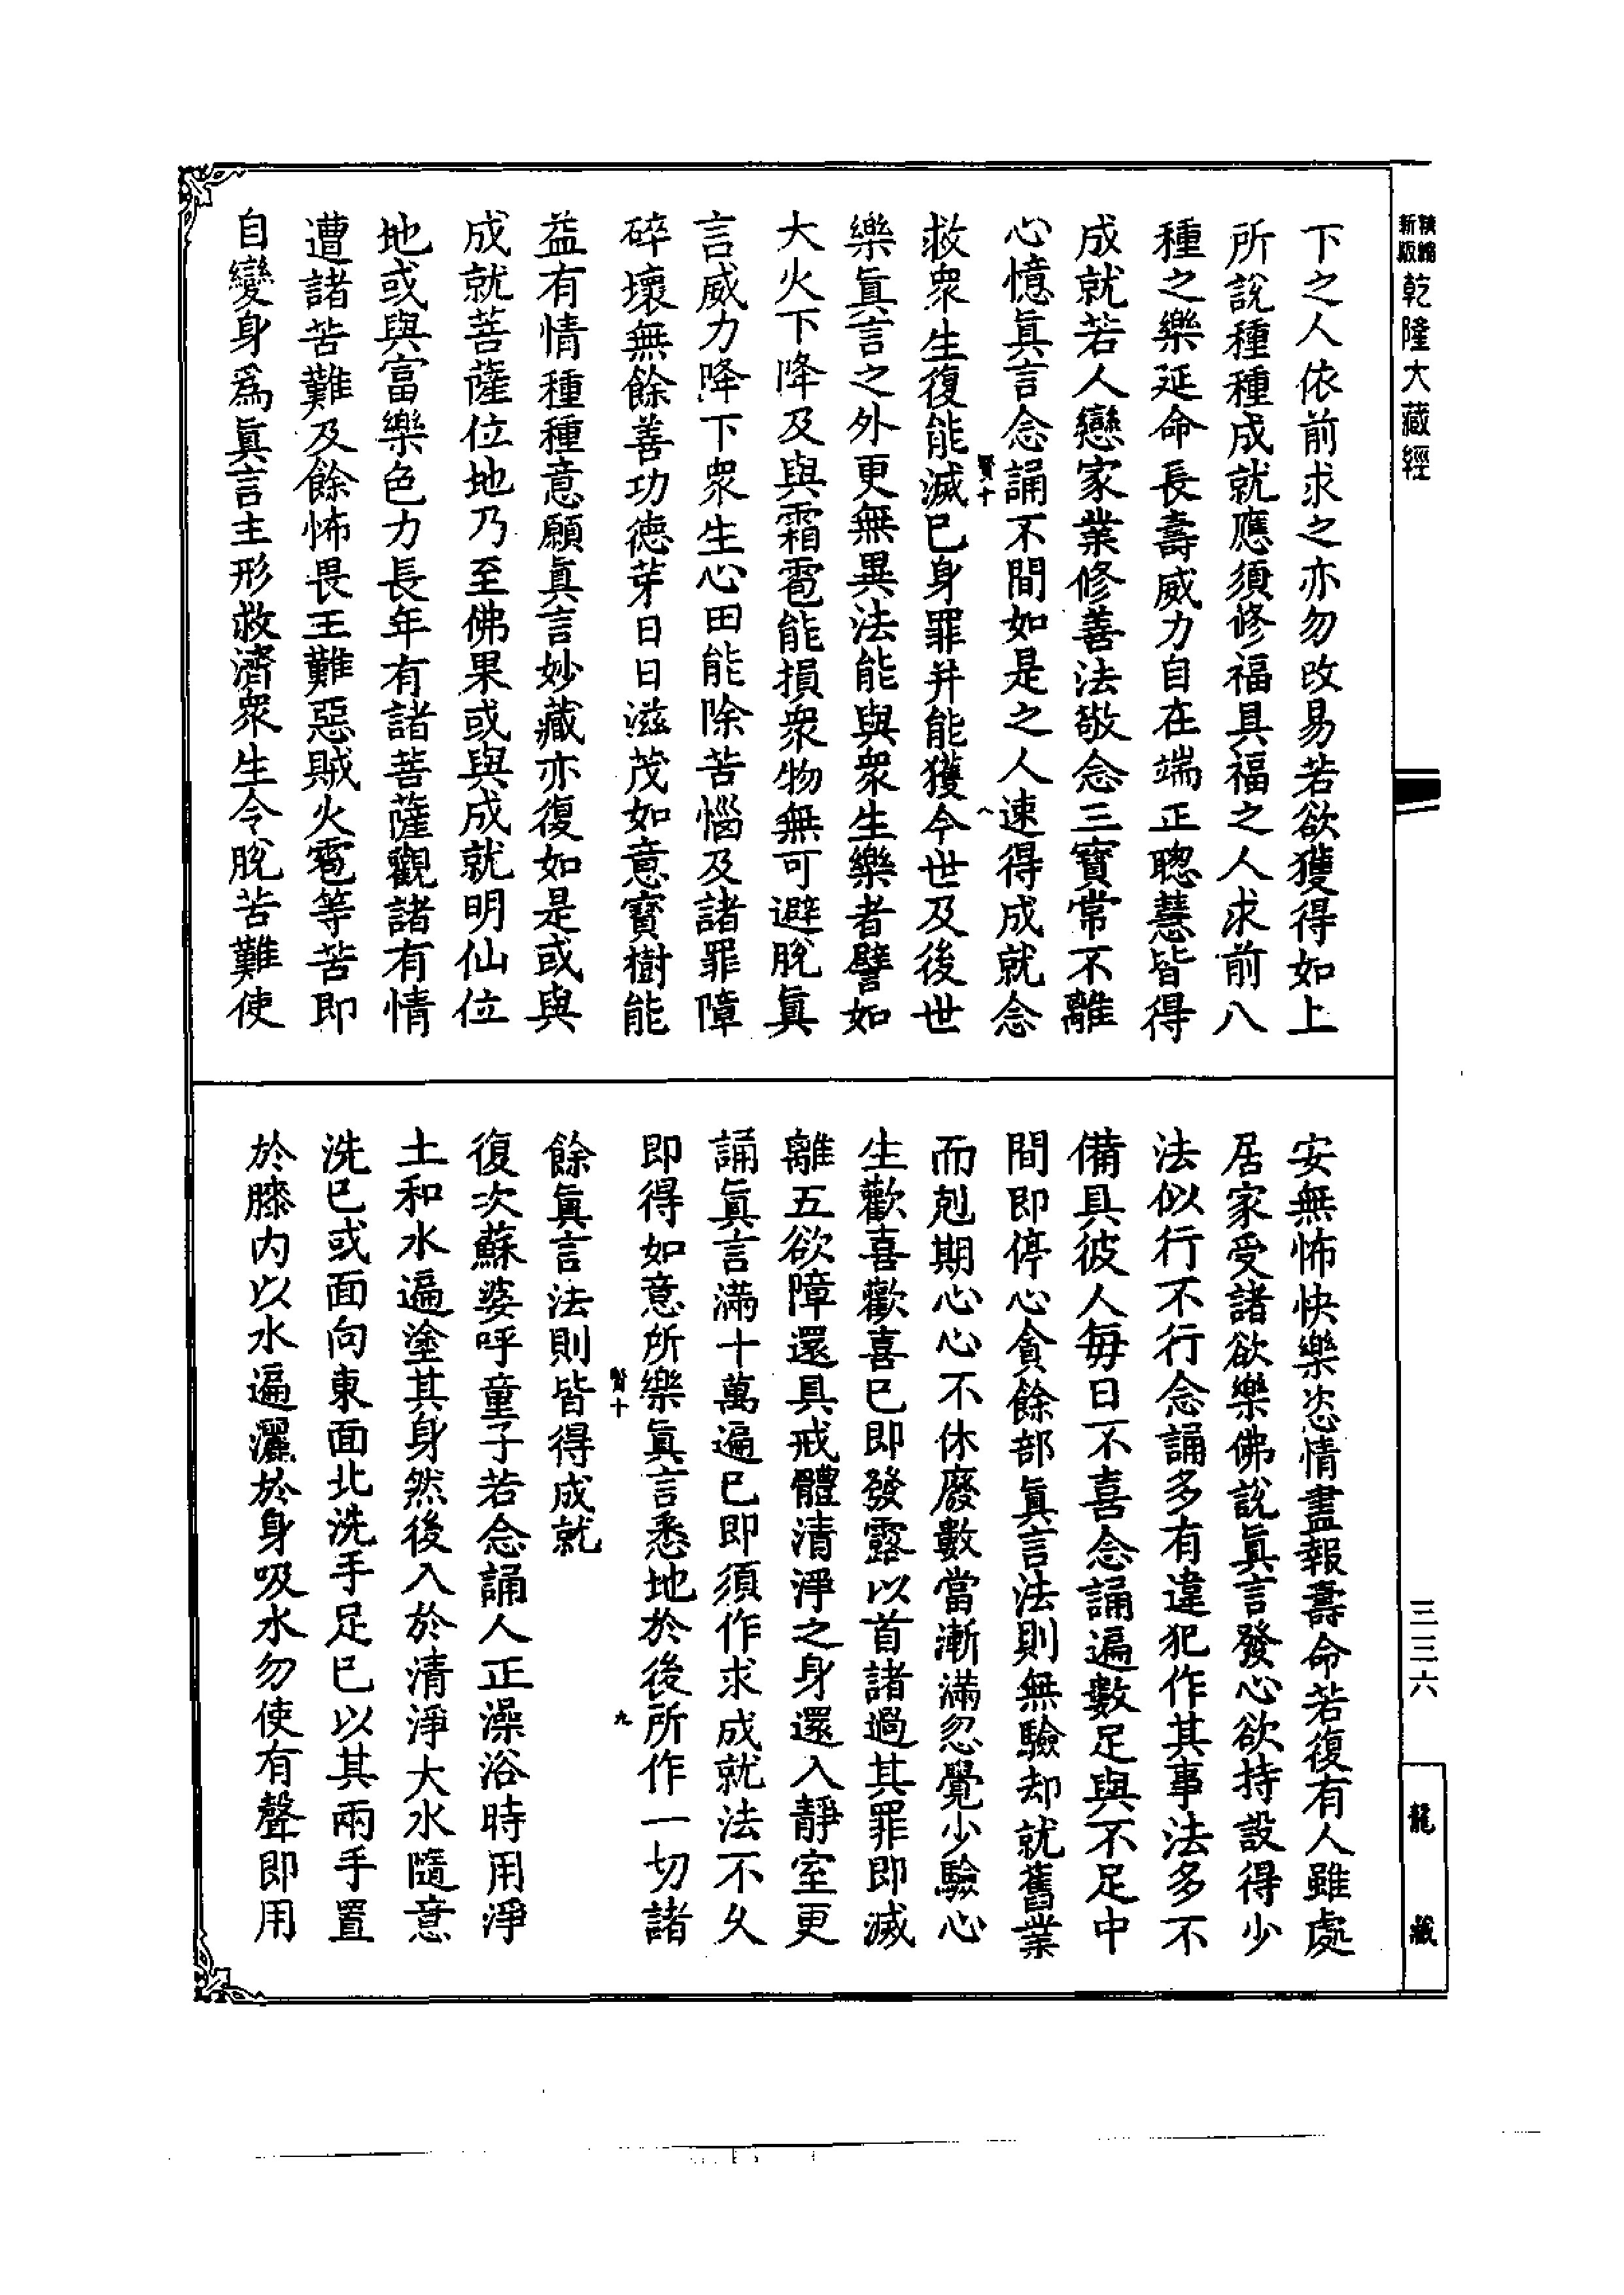 精縮
新版
乾隆大藏經
下之人依前求之亦勿改易若欲獲得如上
所說種種成就應須修福具福之人求前八
種之樂延命長壽威力自在端正聰慧皆得
成就若人戀家業修善法敬念三寶常不離
心憶眞言念誦不間如是之人速得成就念
賢十
八
救衆生復能滅已身罪并能獲今世及後世
樂眞言之外更無異法能與衆生樂者譬如
大火下降及與霜雹能損衆物無可避脫眞
言威力降下衆生心田能除苦惱及諸罪障
碎壞無餘善功德芽日日滋茂如意寶樹能
益有情種種意願眞言妙藏亦復如是或與
成就菩薩位地乃至佛果或與成就明仙位
地或與富樂色力長年有諸菩薩觀諸有情
遭諸苦難及餘怖畏王難惡賊火雹等苦即
自變身爲眞言主形救濟衆生令脫苦難使
安無怖快樂恣情盡報壽命若復有人雖處
居家受諸欲樂佛說眞言發心欲持設得少
法似行不行念誦多有違犯作其事法多不
備具彼人每日不喜念誦遍數足與不足中
間即停心貪餘部眞言法則無驗却就舊業
而剋期心心不休廢數當漸滿忽覺少驗心
生歡喜歡喜已即發露以首諸過其罪即滅
離五欲障還具戒體清淨之身還入靜室更
誦眞言滿十萬遍已即須作求成就法不久
即得如意所樂眞言悉地於後所作一切諸
賢十
九
餘眞言法則皆得成就
復次蘇婆呼童子若念誦人正澡浴時用淨
土和水遍塗其身然後入於清淨大水隨意
洗已或面向東面北洗手足已以其兩手置
於膝內以水遍灑於身吸水勿使有聲即用
三三六
龍藏